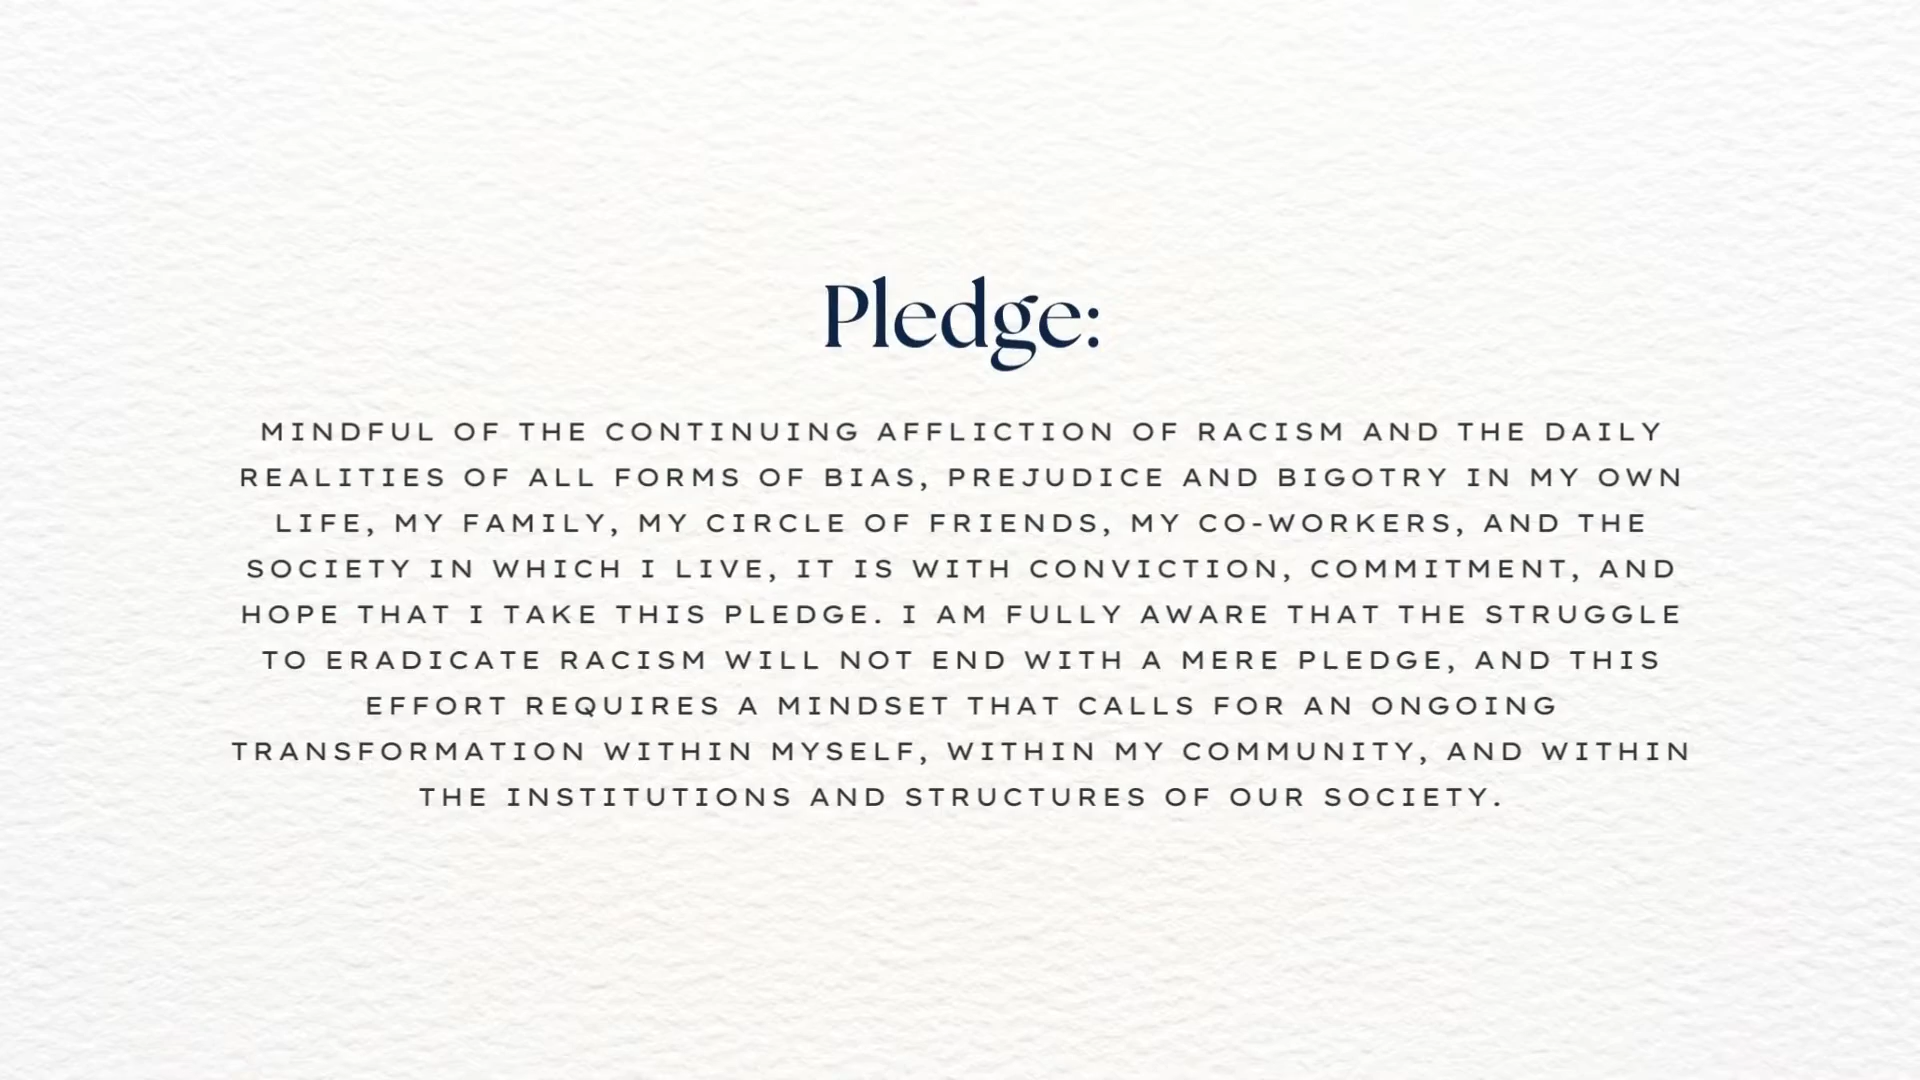 Pledge:
MINDFUL OF THE CONTINUING AFFLICTION OF RACISM AND THE DAILY
REALITIES OF ALL FORMS OF BIAS, PREJUDICE AND BIGOTRY IN MY OWN
LIFE, MY FAMILY, MY CIRCLE OF FRIENDS, MY CO-WORKERS, AND THE
SOCIETY IN WHICH I LIVE, IT IS WITH CONVICTION, COMMITMENT, AND
HOPE THAT I TAKE THIS PLEDGE. I AM FULLY AWARE THAT THE STRUGGLE
TO ERADICATE RACISM WILL NOT END WITH A MERE PLEDGE, AND THIS
EFFORT REQUIRES A MINDSET THAT CALLS FOR AN ONGOING
TRANSFORMATION WITHIN MYSELF, WITHIN MY COMMUNITY, AND WITHIN
THE INSTITUTIONS AND STRUCTURES OF OUR SOCIETY.